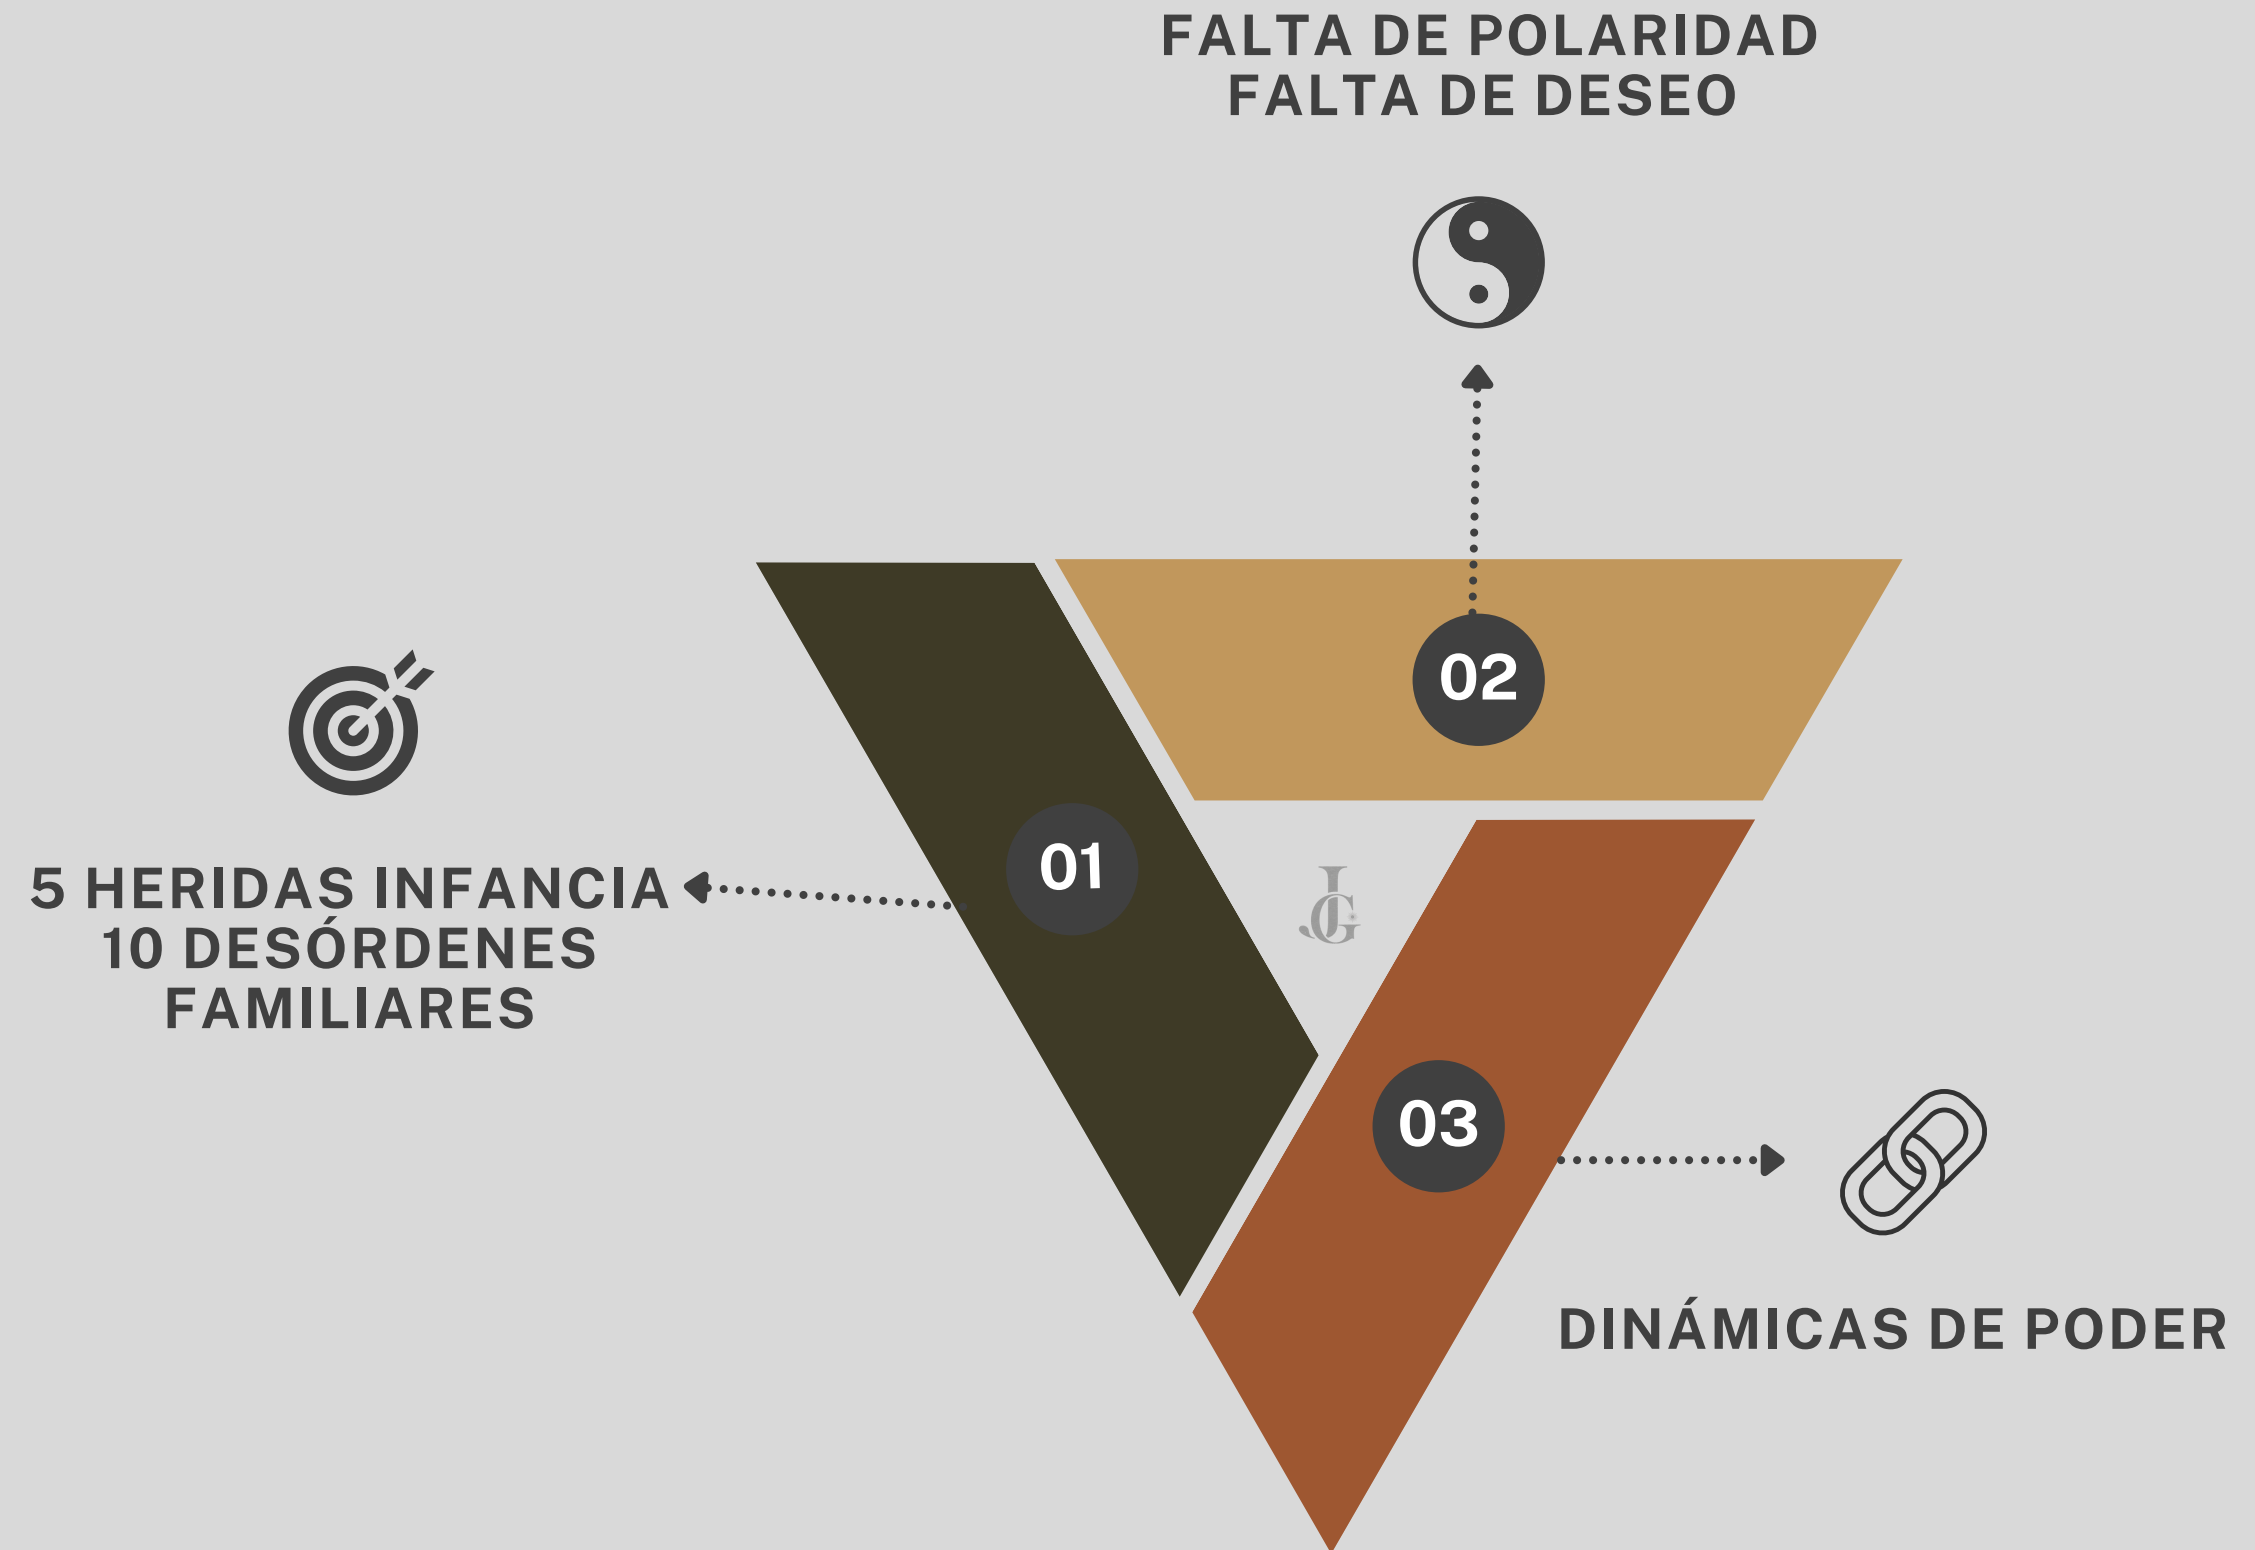 FALTA DE POLARIDAD
FALTA DE DESEO
02
01
5 HERIDAS INFANCIA
10 DESÓRDENES
FAMILIARES
03
DINÁMICAS DE PODER